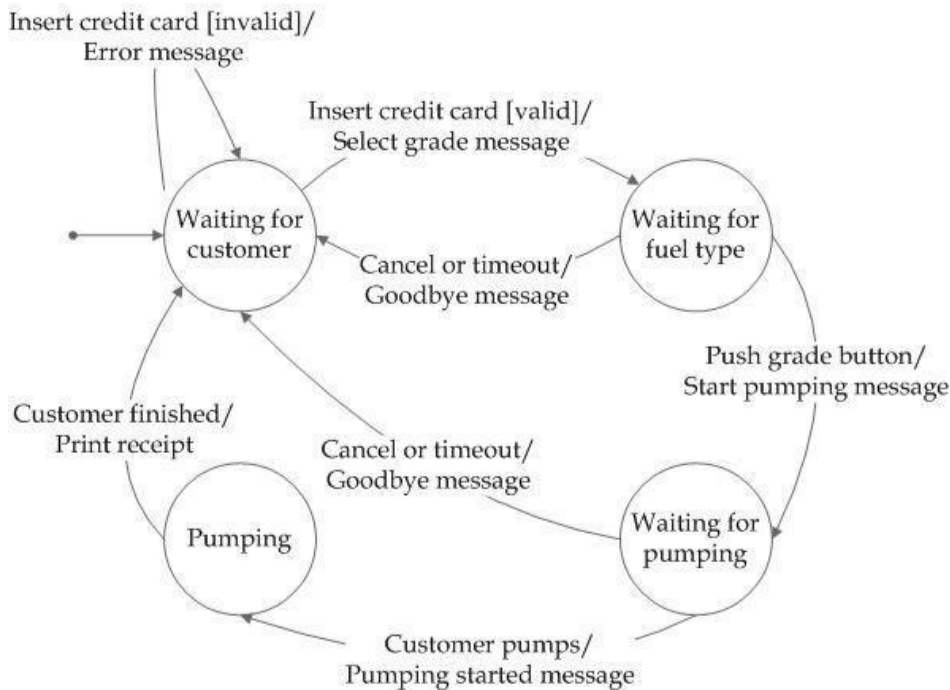 Insert credit card [invalid]/
Error message
Insert credit card [valid]/
Select grade message
Waiting for
customer
Waiting for
fuel type
Cancel or timeout/
Goodbye message
Push grade button/
Start pumping message
Customer finished/
Print receipt
Cancel or timeout/
Goodbye message
Pumping
Waiting for
pumping
Customer pumps/
Pumping started message